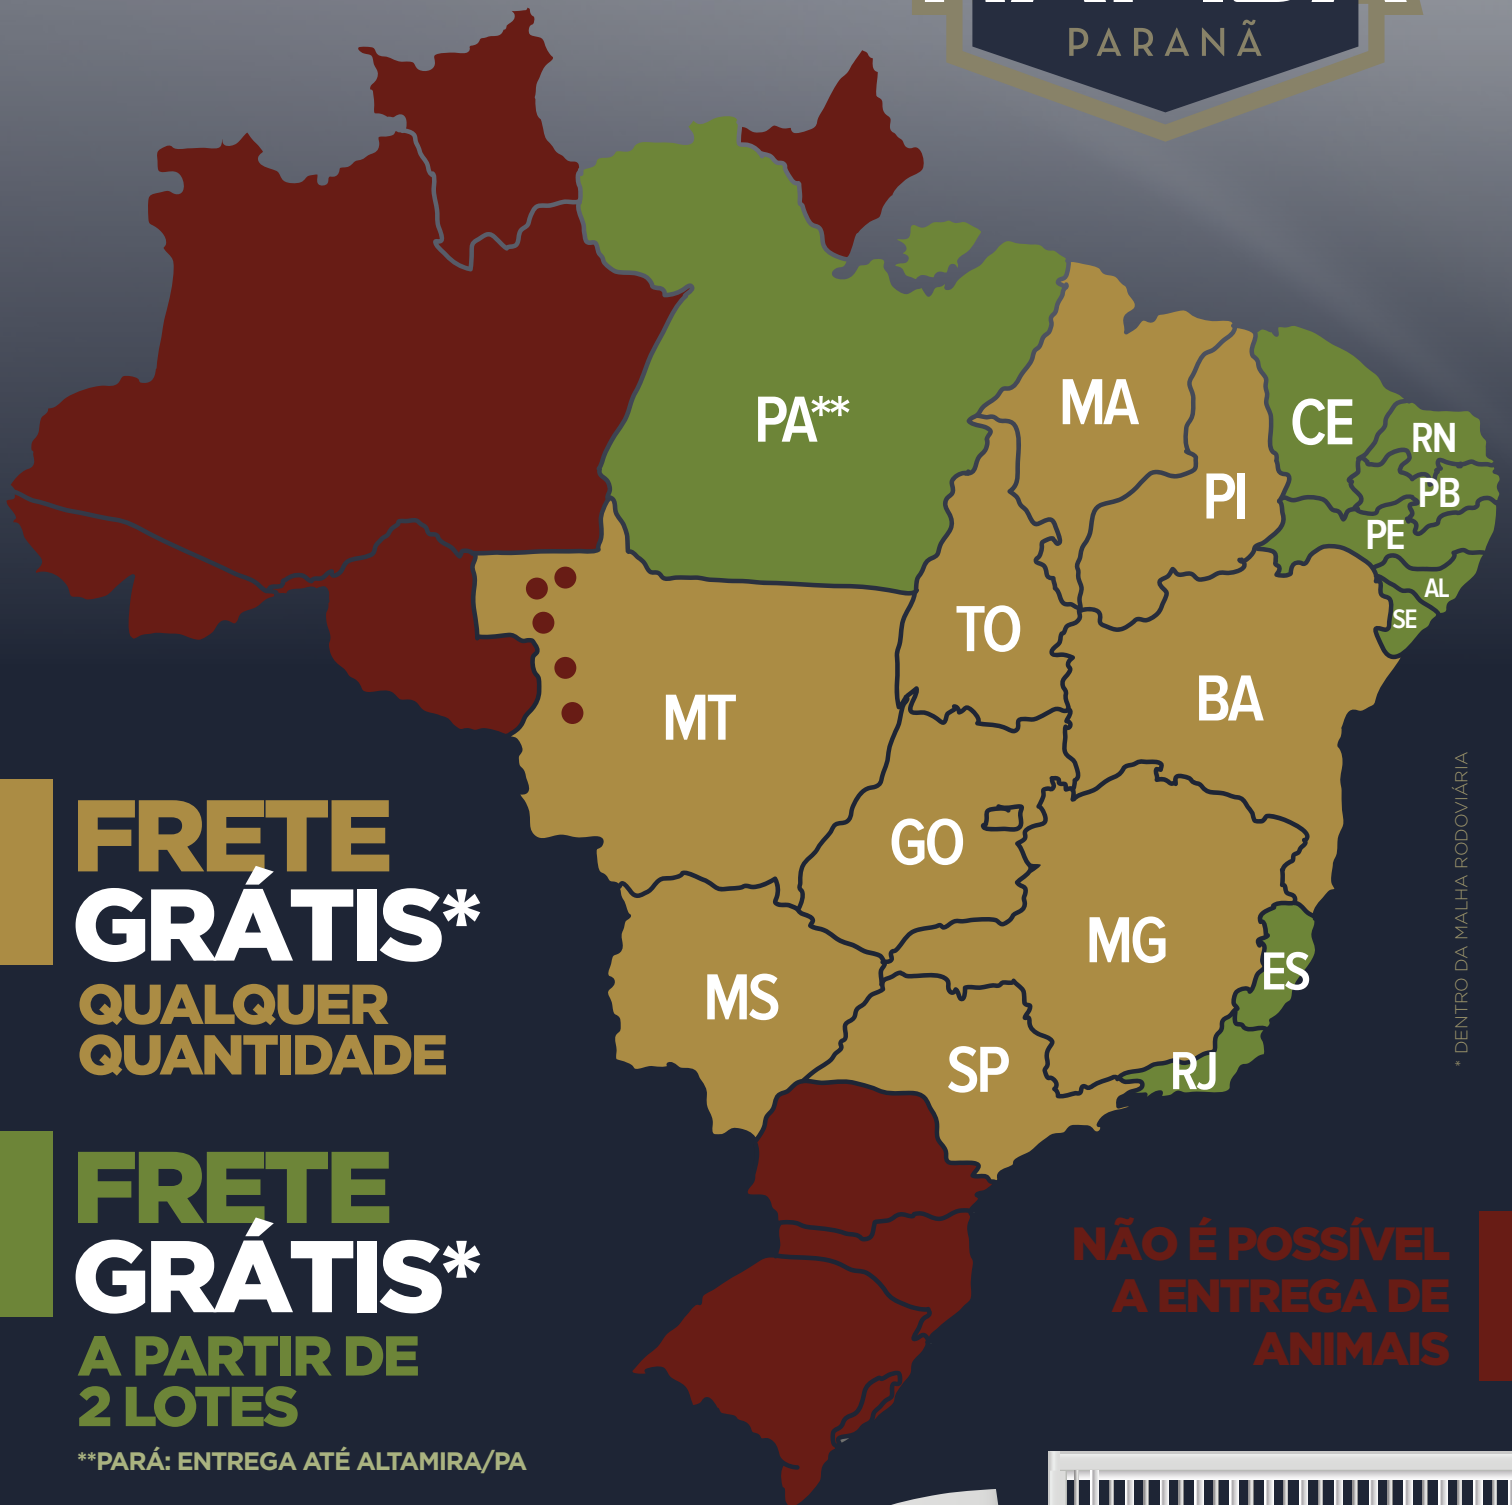 PARANÃ
PA**
MA
CE
RN
PI
PB
PE
AL
SE
TO
BA
MT
GO
MG
ES
MS
SP
RJ
FRETE
GRÁTIS*
QUALQUER
QUANTIDADE
FRETE
GRÁTIS*
A PARTIR DE
2 LOTES
**PARÁ: ENTREGA ATÉ ALTAMIRA/PA
* DENTRO DA MALHA RODOVIÁRIA
NÃO É POSSÍVEL
A ENTREGA DE
ANIMAIS